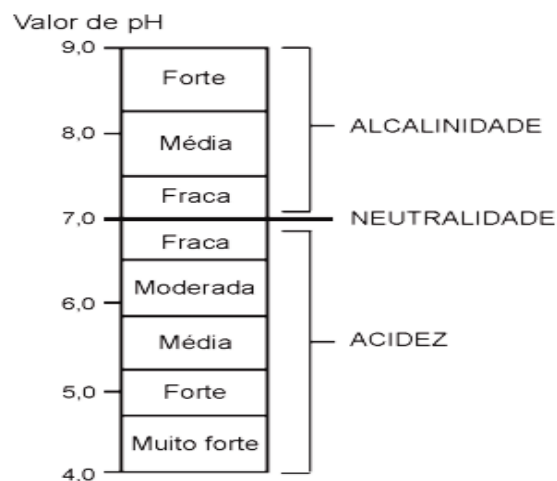 Valor de pH
9,0
Forte
ALCALINIDADE
8,0
Média
Fraca
7,0
NEUTRALIDADE
Fraca
Moderada
6,0
Média
ACIDEZ
5,0
Forte
Muito forte
4,0